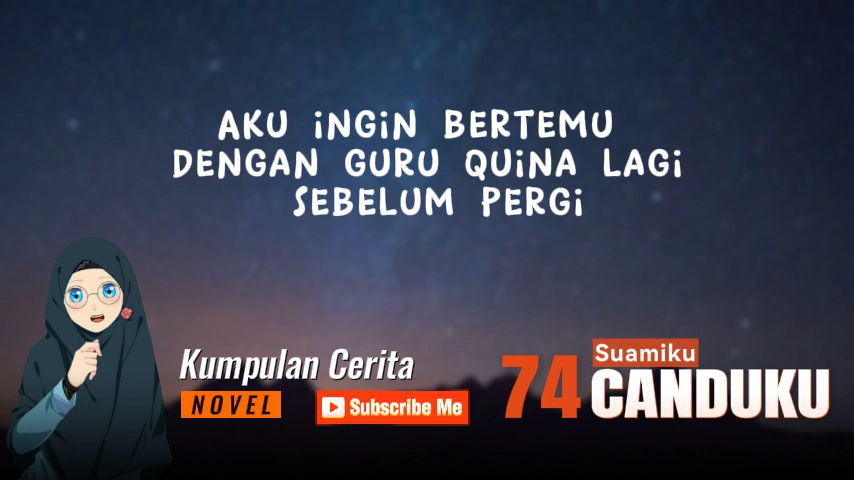 AKU INGIN BERTEMU
DENGAN GURU QUINA LAGI
SEBELUM PERGI
Kumpulan Cerita
NOVEL
Subscribe Me
74
Suamiku
CANDUKU